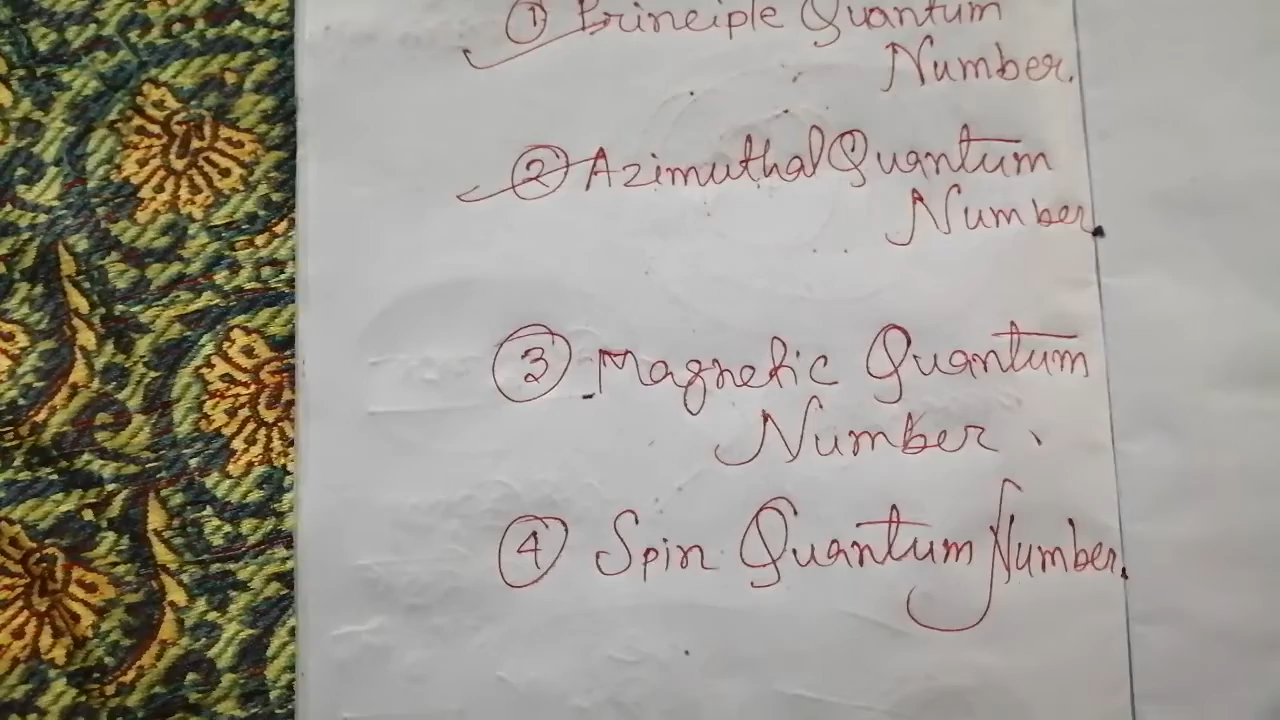 ① Principle Quantum
Number.
② Azimuthal Quantum
Number.
③ Magnetic Quantum
Number.
④ Spin Quantum Number.